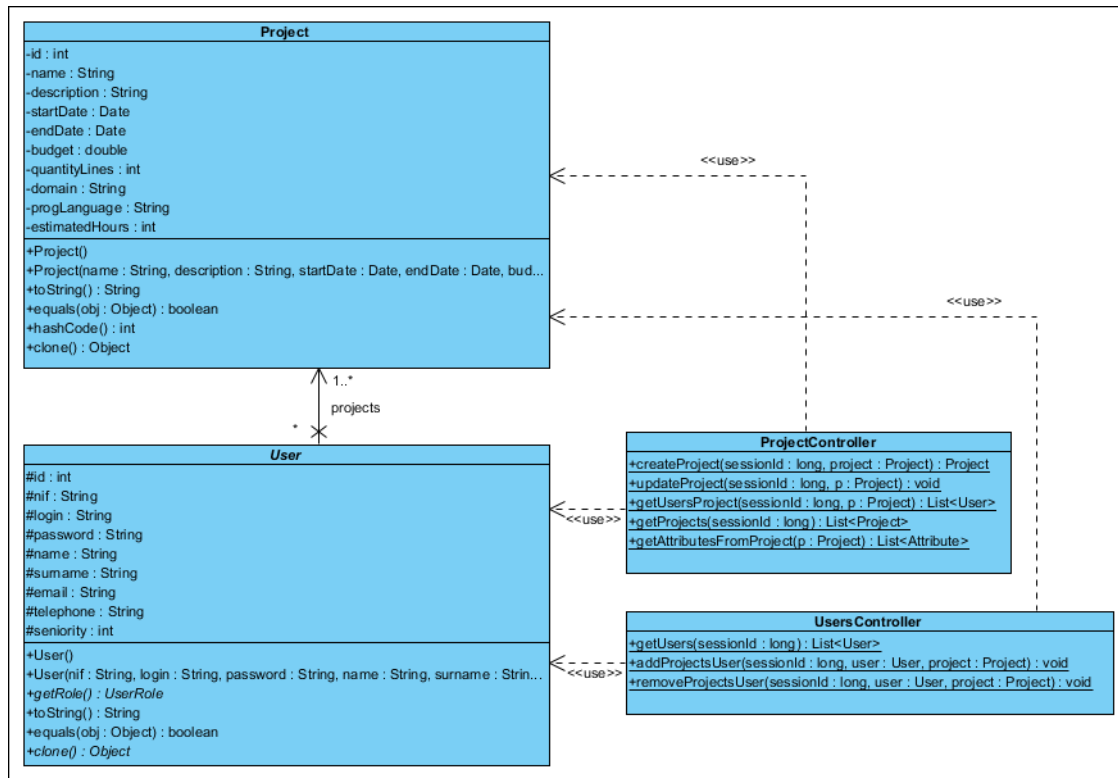 Project
-id : int
-name : String
-description : String
-startDate : Date
-endDate : Date
-budget : double
-quantityLines : int
-domain : String
-progLanguage : String
-estimatedHours : int
+Project()
+Project(name : String, description : String, startDate : Date, endDate : Date, bud...
+toString() : String
+equals(obj : Object) : boolean
+hashCode() : int
+clone() : Object
<<use>>
<<use>>
1..*
projects
*
User
#id : int
#nif : String
#login : String
#password : String
#name : String
#surname : String
#email : String
#telephone : String
#seniority : int
+User()
+User(nif : String, login : String, password : String, name : String, surname : Strin...
+getRole() : UserRole
+toString() : String
+equals(obj : Object) : boolean
+clone() : Object
<<use>>
<<use>>
ProjectController
+createProject(sessionId : long, project : Project) : Project
+updateProject(sessionId : long, p : Project) : void
+getUsersProject(sessionId : long, p : Project) : List<User>
+getProjects(sessionId : long) : List<Project>
+getAttributesFromProject(p : Project) : List<Attribute>
UsersController
+getUsers(sessionId : long) : List<User>
+addProjectsUser(sessionId : long, user : User, project : Project) : void
+removeProjectsUser(sessionId : long, user : User, project : Project) : void